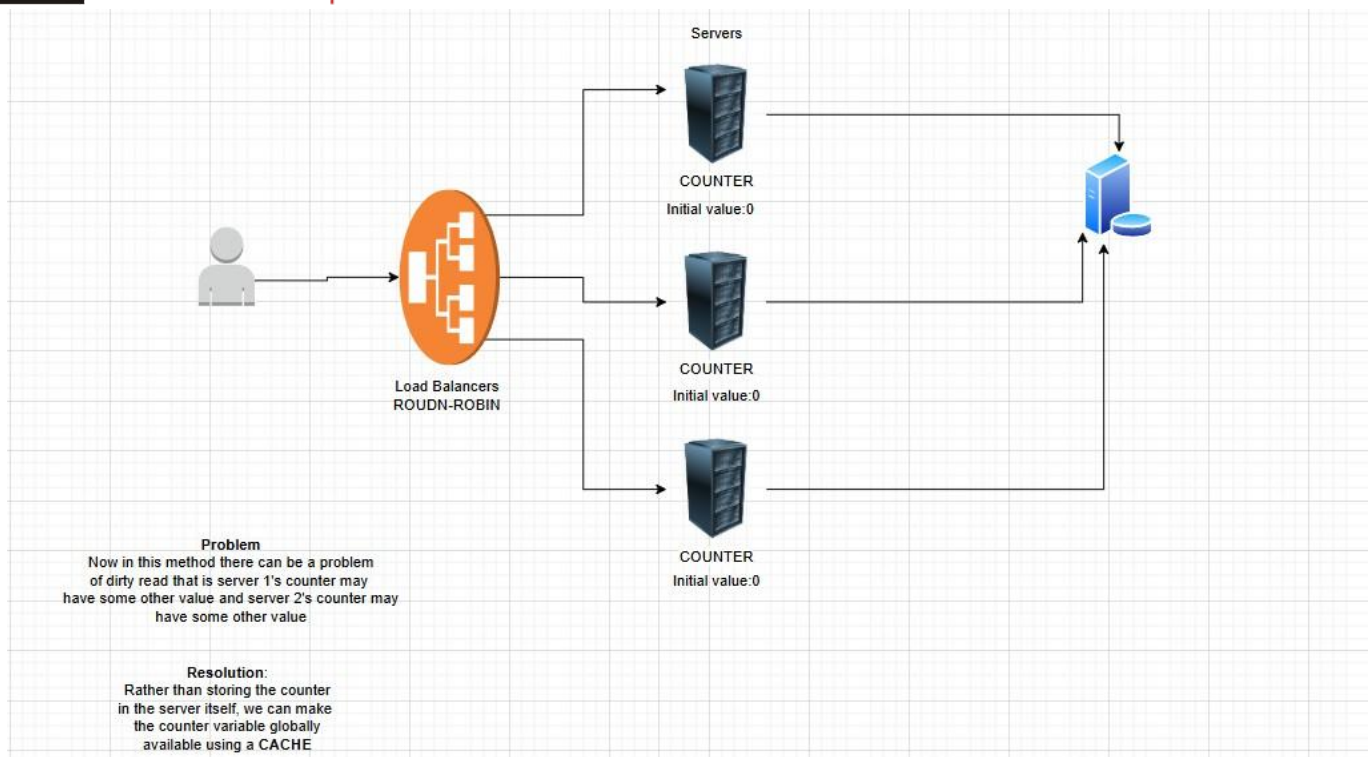 Servers
COUNTER
Initial value:0
COUNTER
Initial value:0
Load Balancers
ROUDN-ROBIN
COUNTER
Initial value:0
Problem
Now in this method there can be a problem
of dirty read that is server 1's counter may
have some other value and server 2's counter may
have some other value
Resolution:
Rather than storing the counter
in the server itself, we can make
the counter variable globally
available using a CACHE